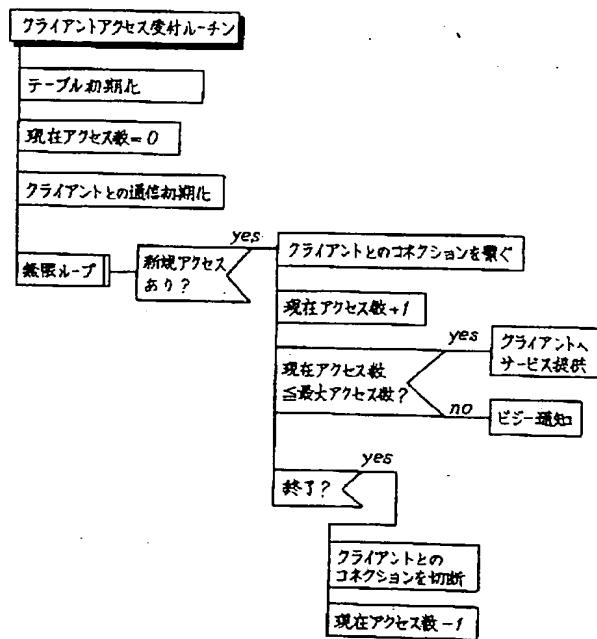 クライアントアクセス受付ルーチン
テーブル初期化
現在アクセス数=0
クライアントとの通信初期化
無限ループ
新規アクセス
あり?
yes
クライアントとのコネクションを繋ぐ
現在アクセス数+1
現在アクセス数
≦最大アクセス数?
yes
クライアントへ
サービス提供
no
ビジー通知
終了?
yes
クライアントとの
コネクションを切断
現在アクセス数-1